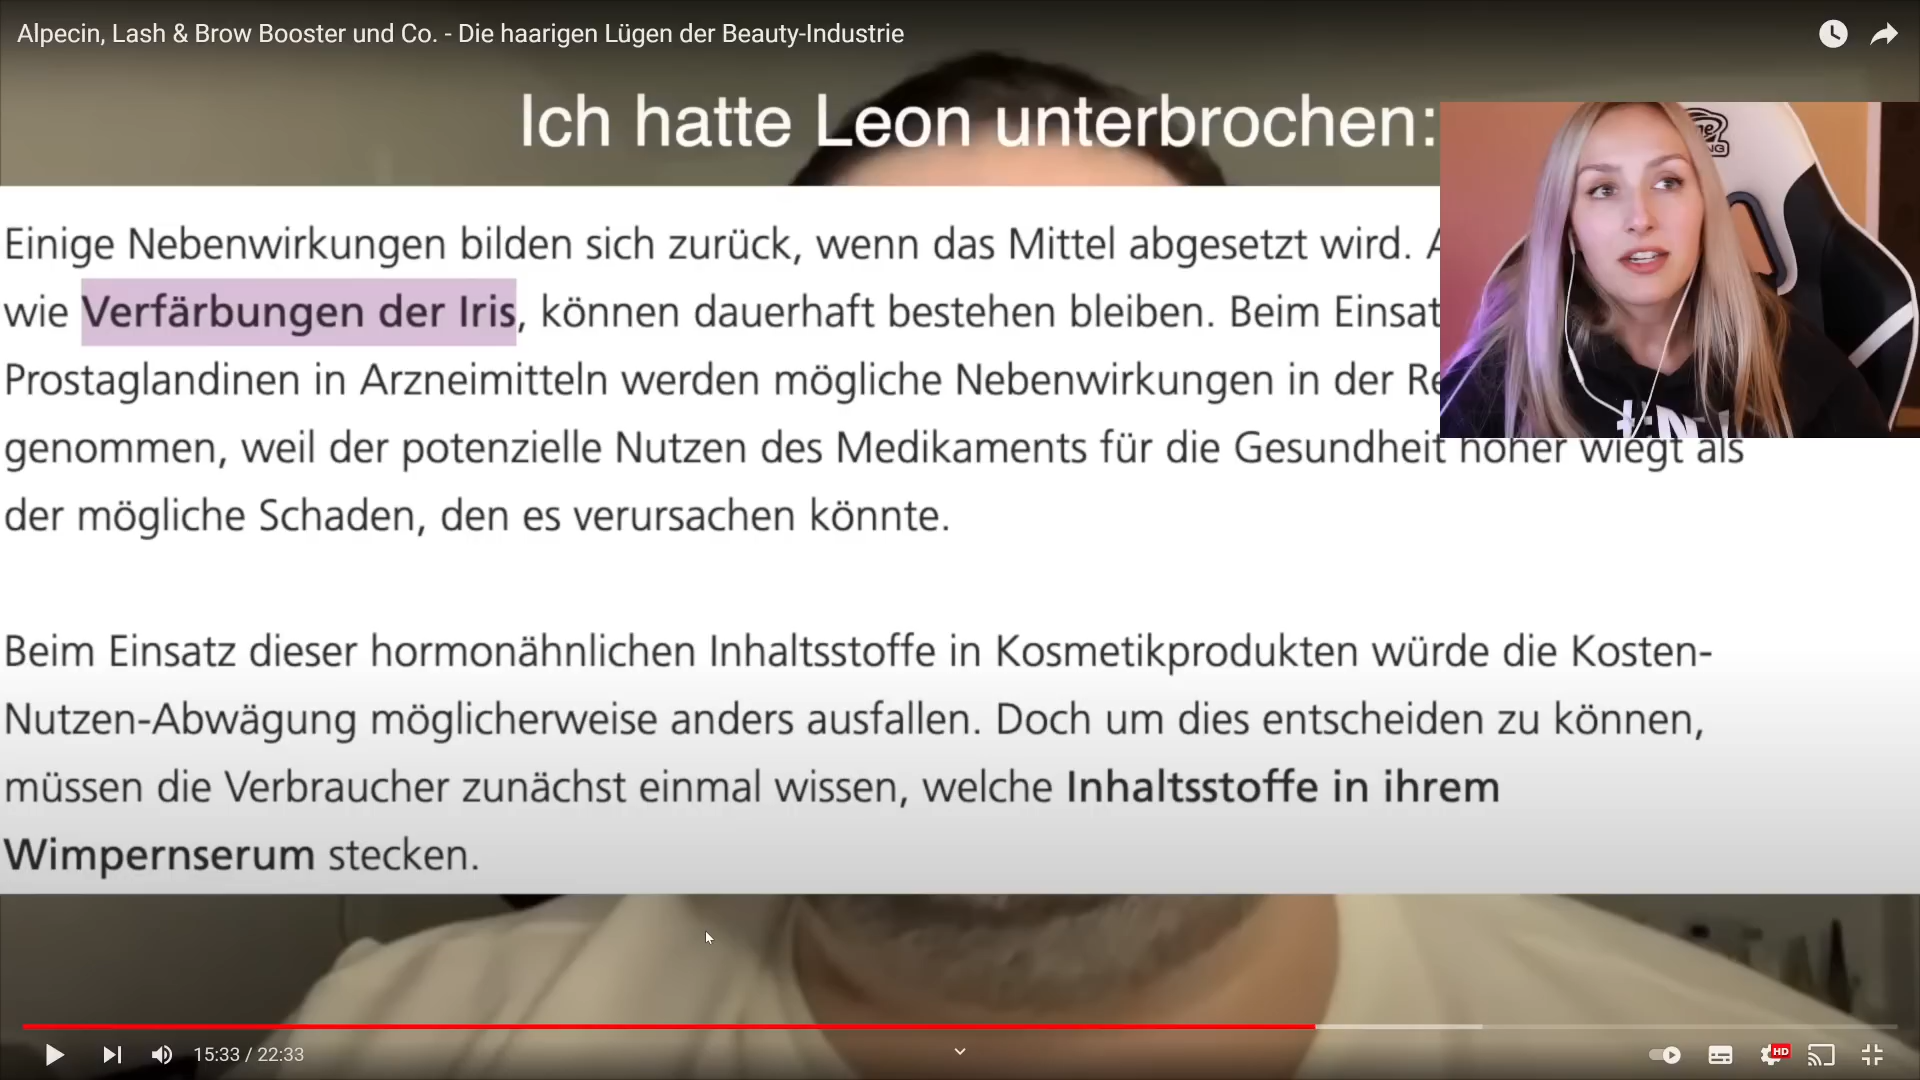 Alpecin, Lash & Brow Booster und Co. - Die haarigen Lügen der Beauty-Industrie
Ich hatte Leon unterbrochen:
Einige Nebenwirkungen bilden sich zurück, wenn das Mittel abgesetzt wird.
wie Verfärbungen der Iris, können dauerhaft bestehen bleiben. Beim
Prostaglandinen in Arzneimitteln werden mögliche Nebenwirkungen in der
genommen, weil der potenzielle Nutzen des Medikaments für die Gesundheit höher wiegt als
der mögliche Schaden, den es verursachen könnte.
Beim Einsatz dieser hormonähnlichen Inhaltsstoffe in Kosmetikprodukten würde die Kosten-
Nutzen-Abwägung möglicherweise anders ausfallen. Doch um dies entscheiden zu können,
müssen die Verbraucher zunächst einmal wissen, welche Inhaltsstoffe in ihrem
Wimpernserum stecken.
15:33 / 22:33
HD